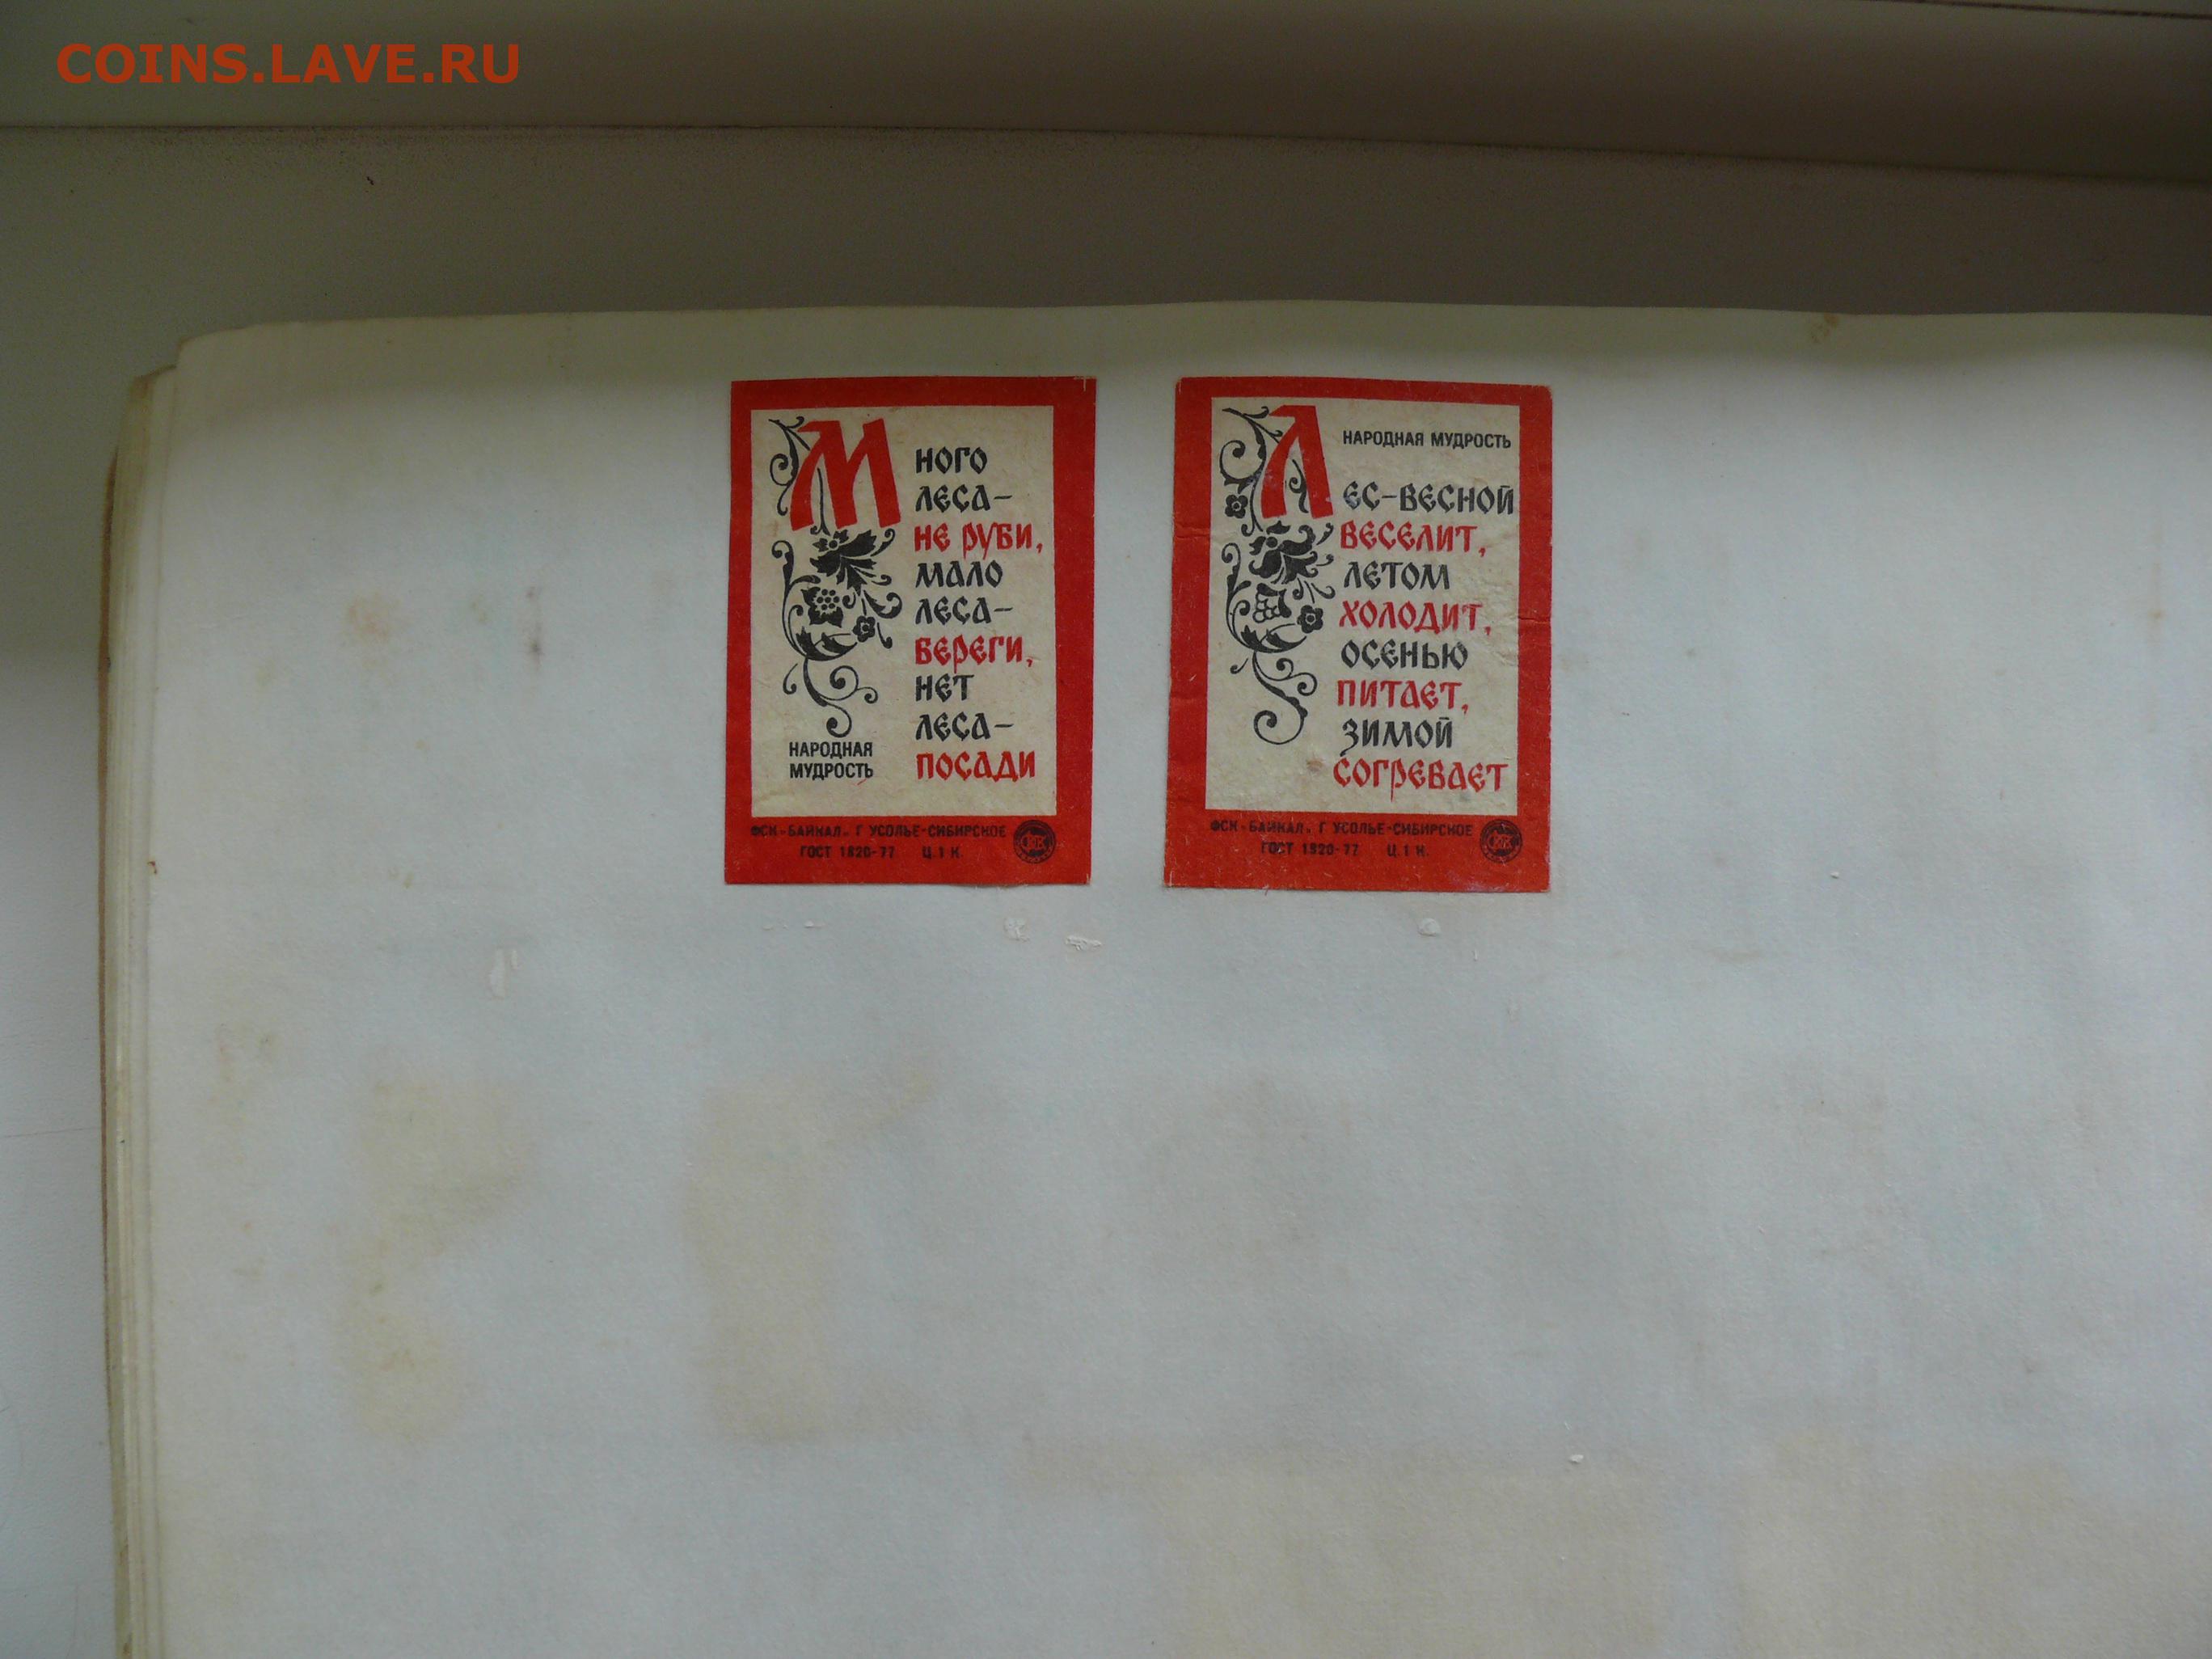 COINS.LAVE.RU
МНОГО
ЛЕСА-
НЕ РУБИ,
МАЛО
ЛЕСА-
БЕРЕГИ,
НЕТ
ЛЕСА-
ПОСАДИ
НАРОДНАЯ
МУДРОСТЬ
ФСК «БАЙКАЛ» Г УСОЛЬЕ-СИБИРСКОЕ
ГОСТ 1820-77 Ц. 1 К.
НАРОДНАЯ МУДРОСТЬ
ЛЕС-ВЕСНОЙ
ВЕСЕЛИТ,
ЛЕТОМ
ХОЛОДИТ,
ОСЕНЬЮ
ПИТАЕТ,
ЗИМОЙ
СОГРЕВАЕТ
ФСК «БАЙКАЛ» Г УСОЛЬЕ-СИБИРСКОЕ
ГОСТ 1820-77 Ц. 1 К.